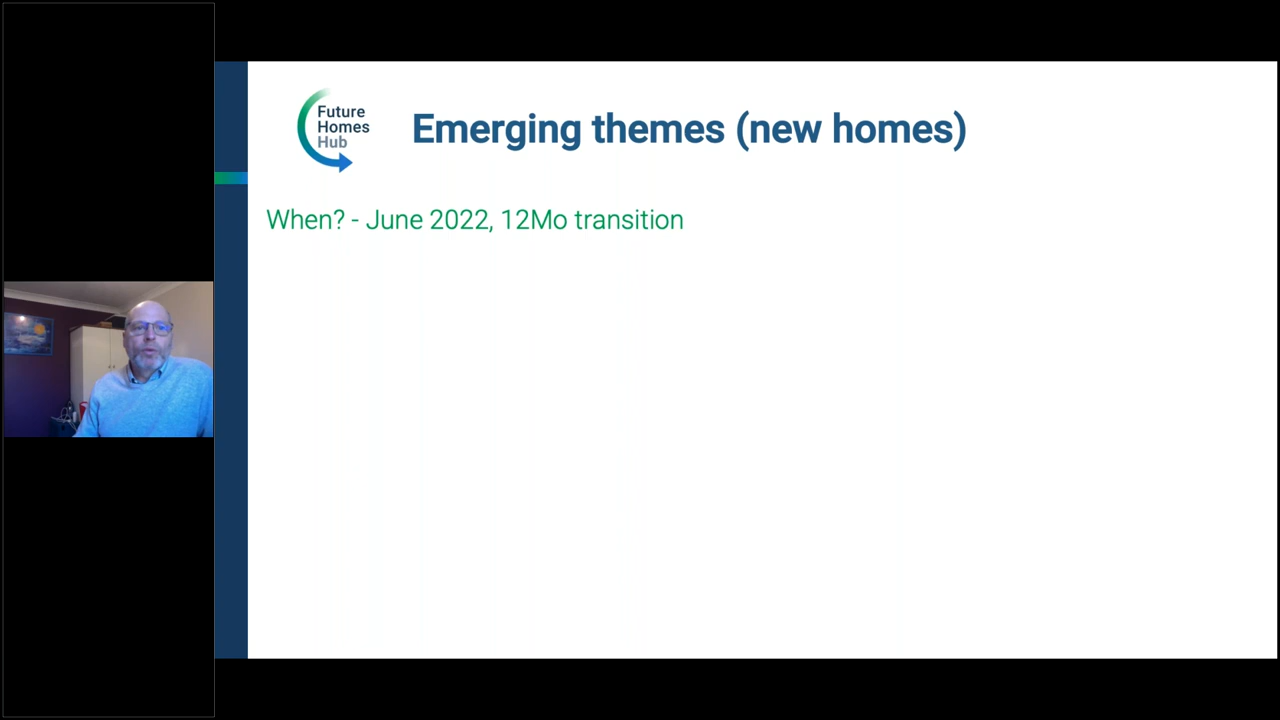 Future
Homes
Hub
Emerging themes (new homes)
When? - June 2022, 12Mo transition